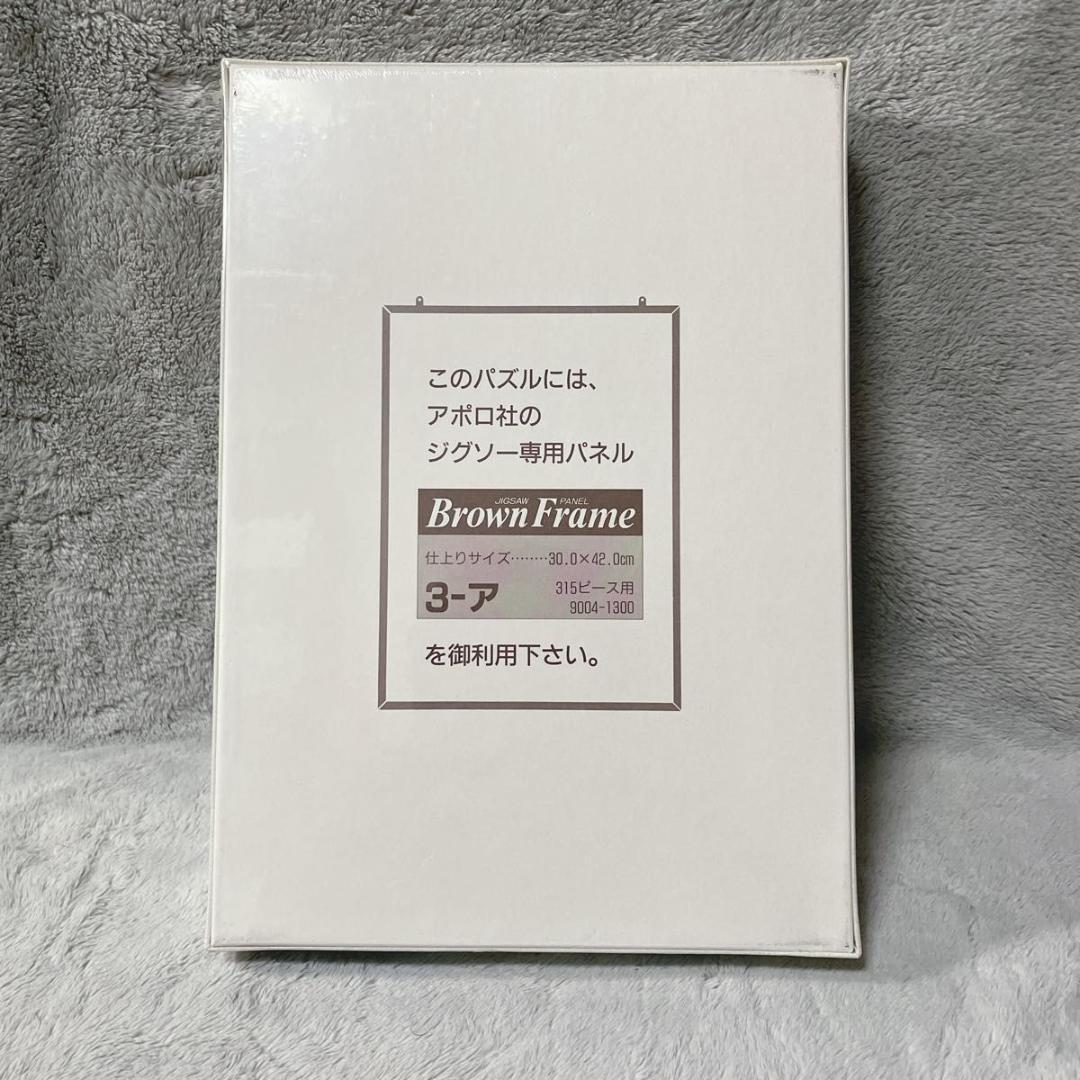 このパズルには、
アポロ社の
ジグソー専用パネル
JIGSAW PANEL
Brown Frame
仕上りサイズ………30.0×42.0cm
3-ア
315ピース用
9004-1300
を御利用下さい。